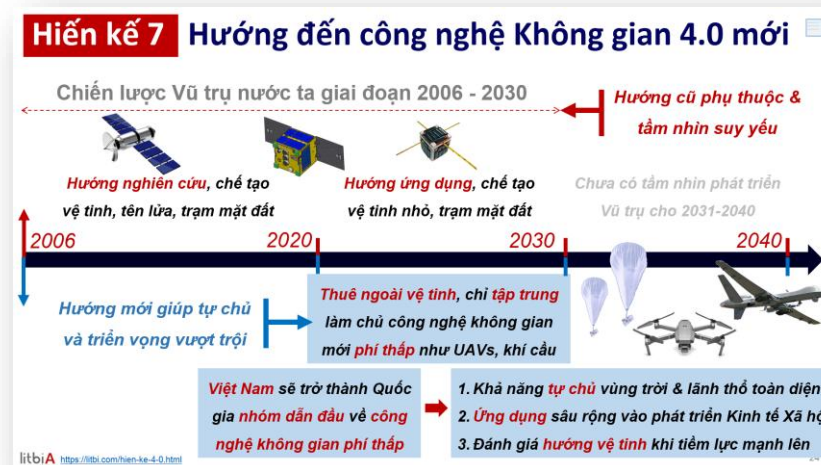 Hiến kế 7 Hướng đến công nghệ Không gian 4.0 mới
Chiến lược Vũ trụ nước ta giai đoạn 2006 - 2030
Hướng cũ phụ thuộc &
tầm nhìn suy yếu
Hướng nghiên cứu, chế tạo
vệ tinh, tên lửa, trạm mặt đất
Hướng ứng dụng, chế tạo
vệ tinh nhỏ, trạm mặt đất
Chưa có tầm nhìn phát triển
Vũ trụ cho 2031-2040
2006
2020
2030
2040
Hướng mới giúp tự chủ
và triển vọng vượt trội
Thuê ngoài vệ tinh, chỉ tập trung
làm chủ công nghệ không gian
mới phí thấp như UAVs, khí cầu
Việt Nam sẽ trở thành Quốc
gia nhóm dẫn đầu về công
nghệ không gian phí thấp
1. Khả năng tự chủ vùng trời & lãnh thổ toàn diện
2. Ứng dụng sâu rộng vào phát triển Kinh tế Xã hộ
3. Đánh giá hướng vệ tinh khi tiềm lực mạnh lên
litbiA https://litbi.com/hien-ke-4-0.html